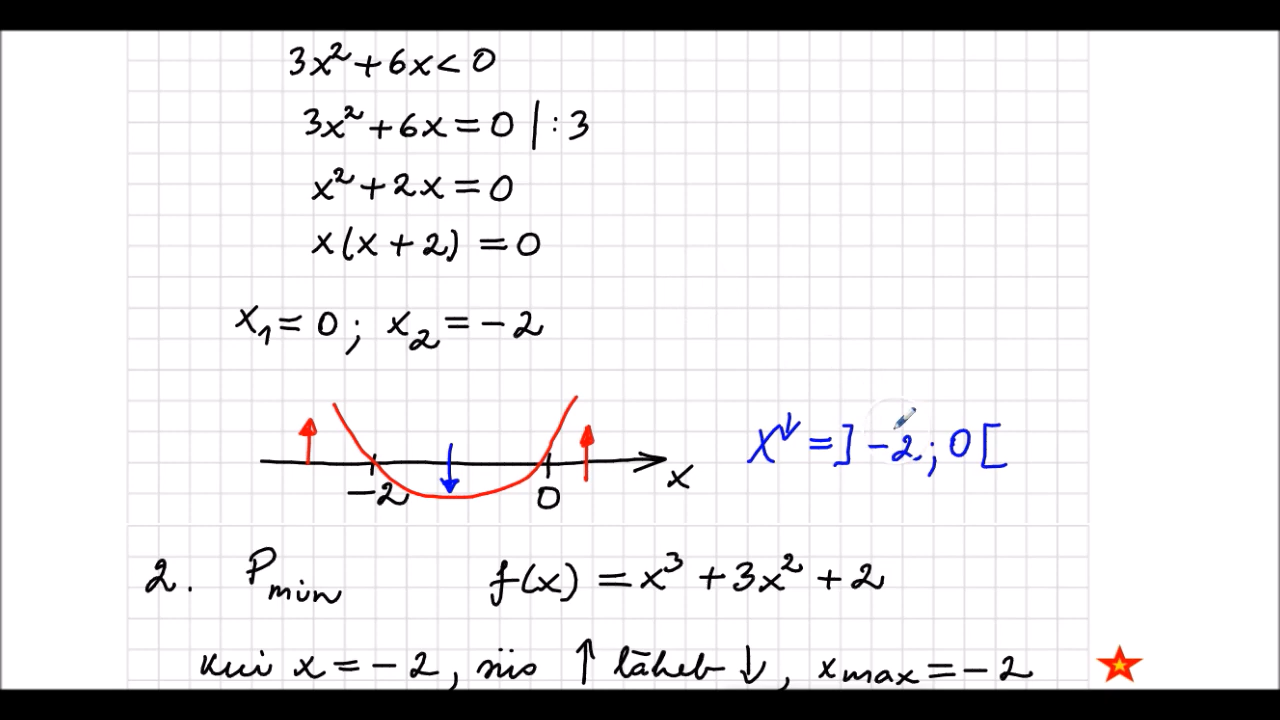 3x² + 6x < 0
3x² + 6x = 0 | : 3
x² + 2x = 0
x(x + 2) = 0
x₁ = 0 ; x₂ = -2
-2 0 x
X↓ = ] -2 ; 0 [
2. Pmin f(x) = x³ + 3x² + 2
kui x = -2, siis ↑ läheb ↓, xmax = -2